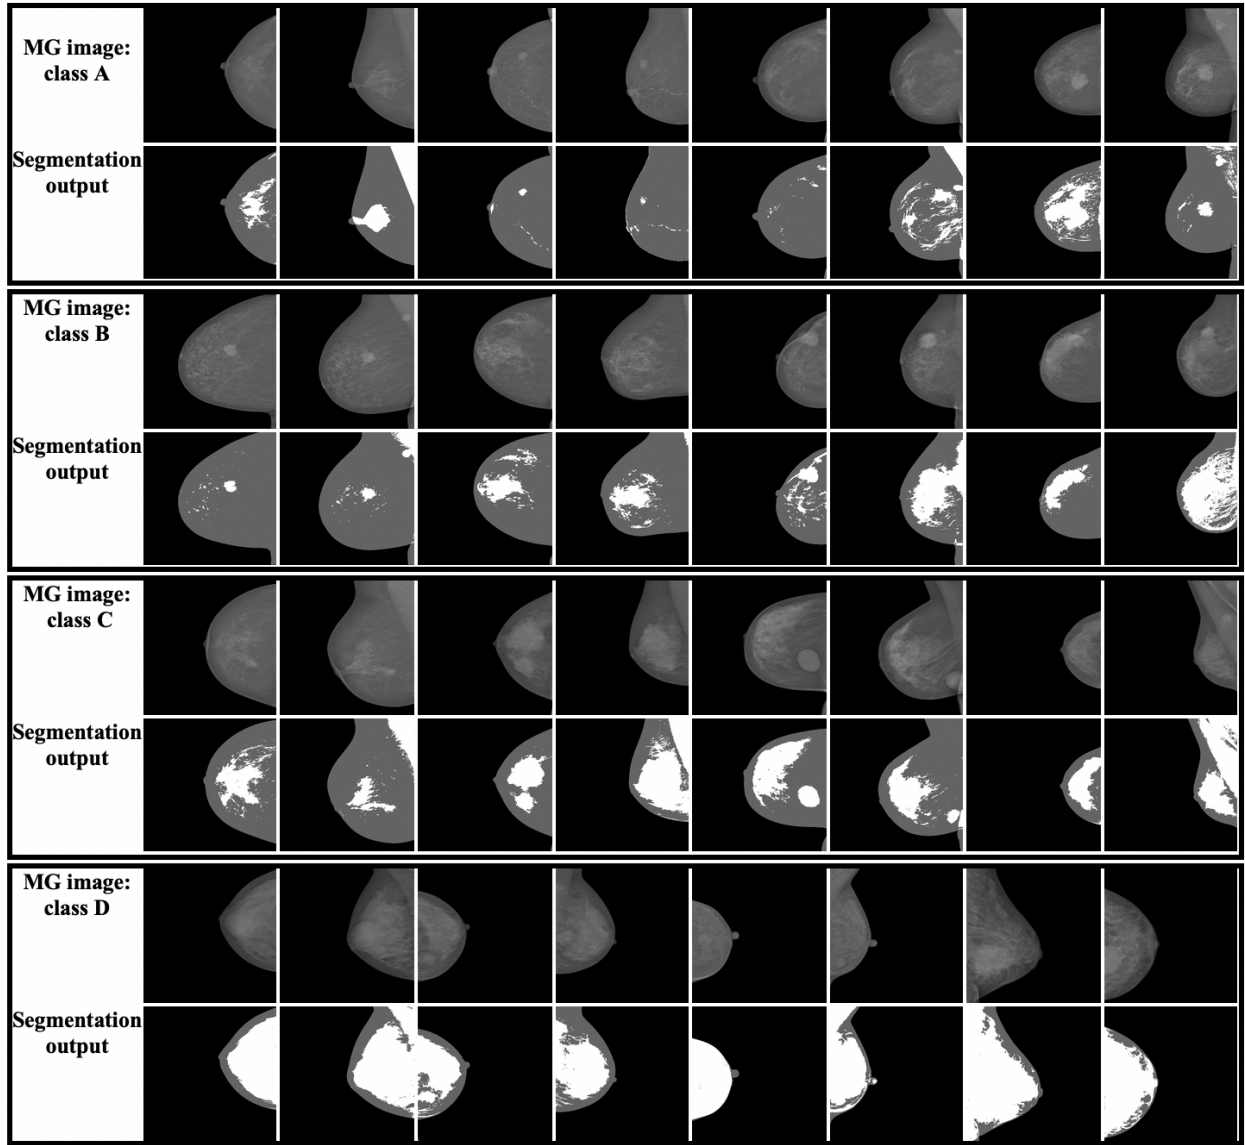 MG image:
class A
Segmentation
output
MG image:
class B
Segmentation
output
MG image:
class C
Segmentation
output
MG image:
class D
Segmentation
output